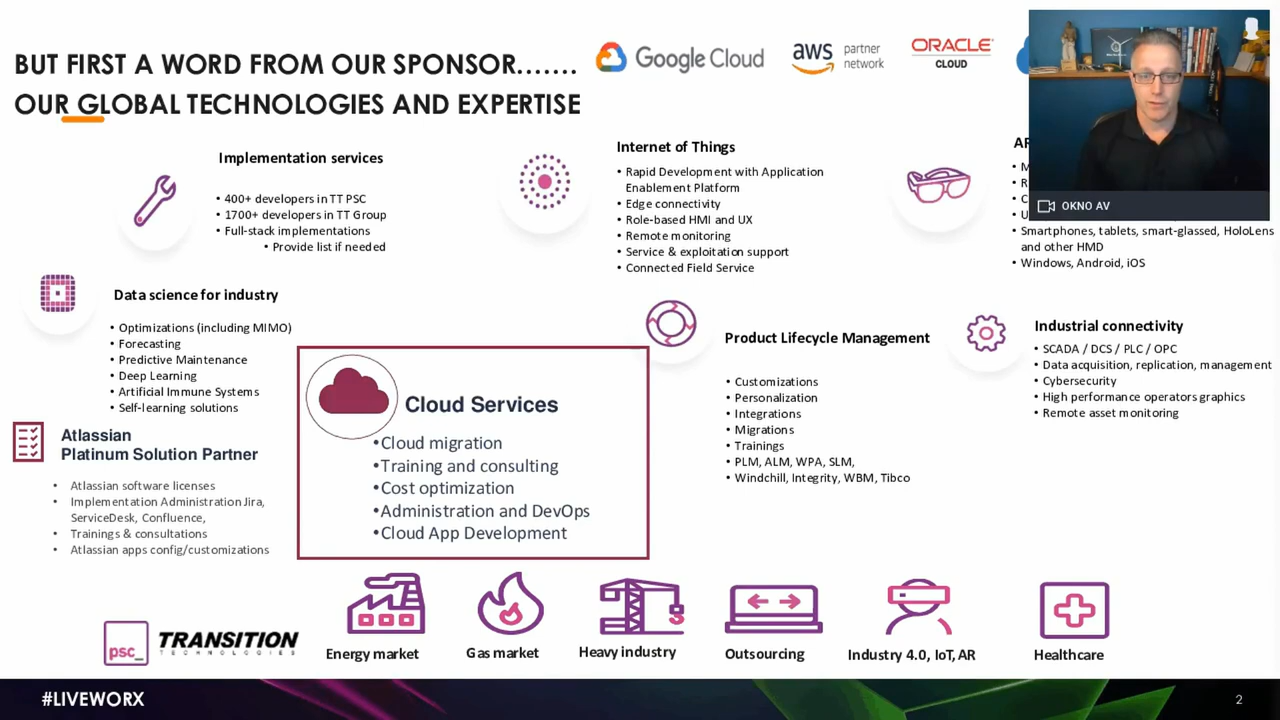 BUT FIRST A WORD FROM OUR SPONSOR.......
OUR GLOBAL TECHNOLOGIES AND EXPERTISE
Google Cloud
aws partner network
ORACLE CLOUD
OKNO AV
Implementation services
• 400+ developers in TT PSC
• 1700+ developers in TT Group
• Full-stack implementations
• Provide list if needed
Internet of Things
• Rapid Development with Application
Enablement Platform
• Edge connectivity
• Role-based HMI and UX
• Remote monitoring
• Service & exploitation support
• Connected Field Service
• Smartphones, tablets, smart-glassed, HoloLens
and other HMD
• Windows, Android, iOS
Data science for industry
• Optimizations (including MIMO)
• Forecasting
• Predictive Maintenance
• Deep Learning
• Artificial Immune Systems
• Self-learning solutions
Atlassian
Platinum Solution Partner
• Atlassian software licenses
• Implementation Administration Jira,
ServiceDesk, Confluence,
• Trainings & consultations
• Atlassian apps config/customizations
Cloud Services
•Cloud migration
•Training and consulting
•Cost optimization
•Administration and DevOps
•Cloud App Development
Product Lifecycle Management
• Customizations
• Personalization
• Integrations
• Migrations
• Trainings
• PLM, ALM, WPA, SLM,
• Windchill, Integrity, WBM, Tibco
Industrial connectivity
• SCADA / DCS / PLC / OPC
• Data acquisition, replication, management
• Cybersecurity
• High performance operators graphics
• Remote asset monitoring
psc_
TRANSITION
TECHNOLOGIES
Energy market
Gas market
Heavy industry
Outsourcing
Industry 4.0, IoT, AR
Healthcare
#LIVEWORX
2